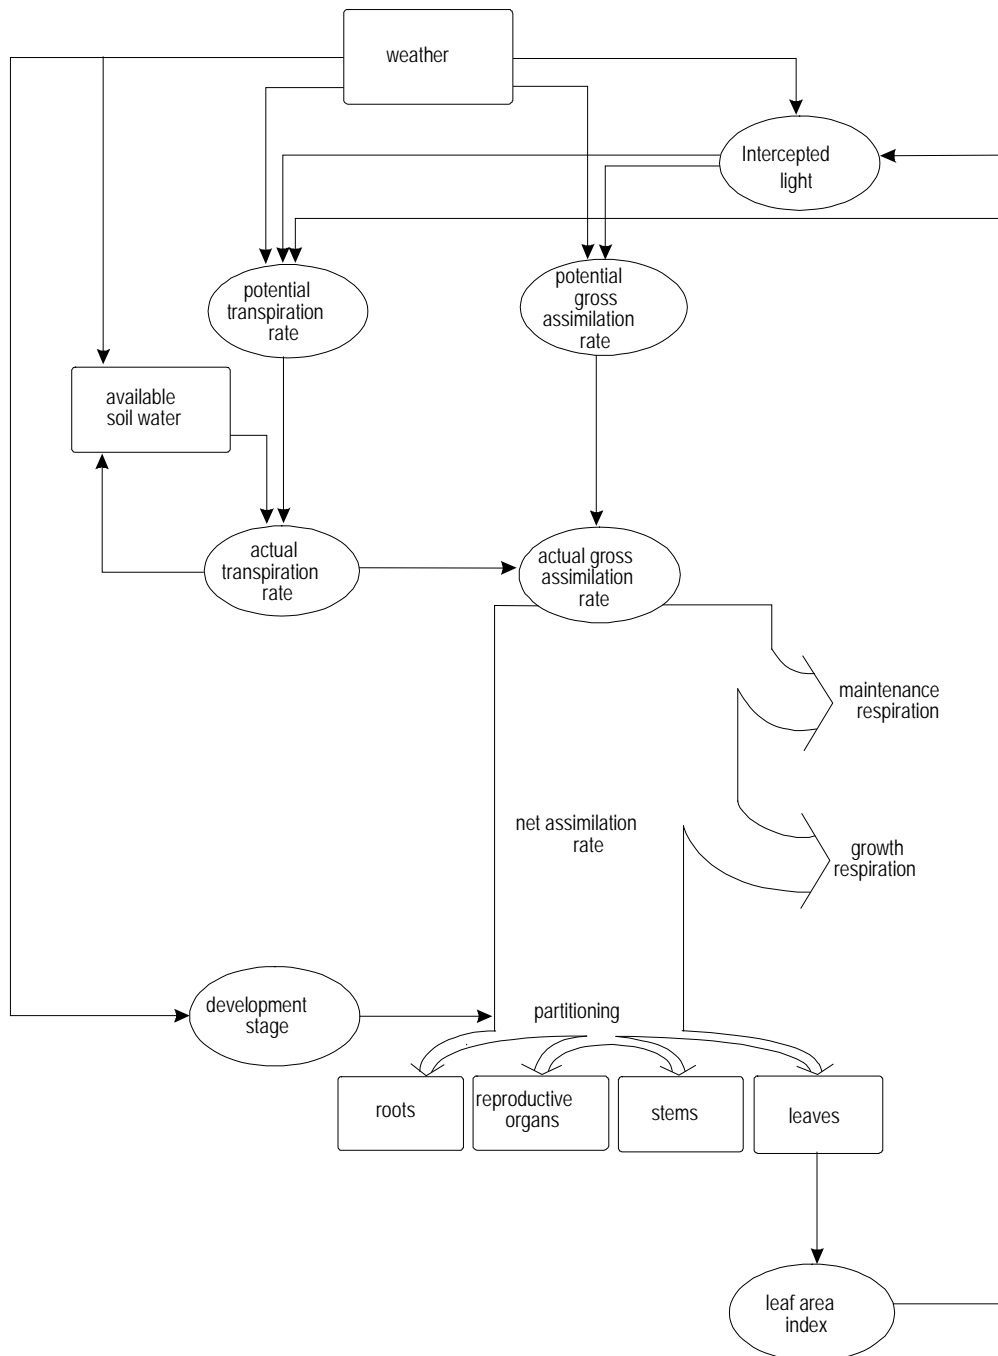 weather
Intercepted
light
potential
transpiration
rate
potential
gross
assimilation
rate
available
soil water
actual
transpiration
rate
actual gross
assimilation
rate
maintenance
respiration
net assimilation
rate
growth
respiration
development
stage
partitioning
roots
reproductive
organs
stems
leaves
leaf area
index